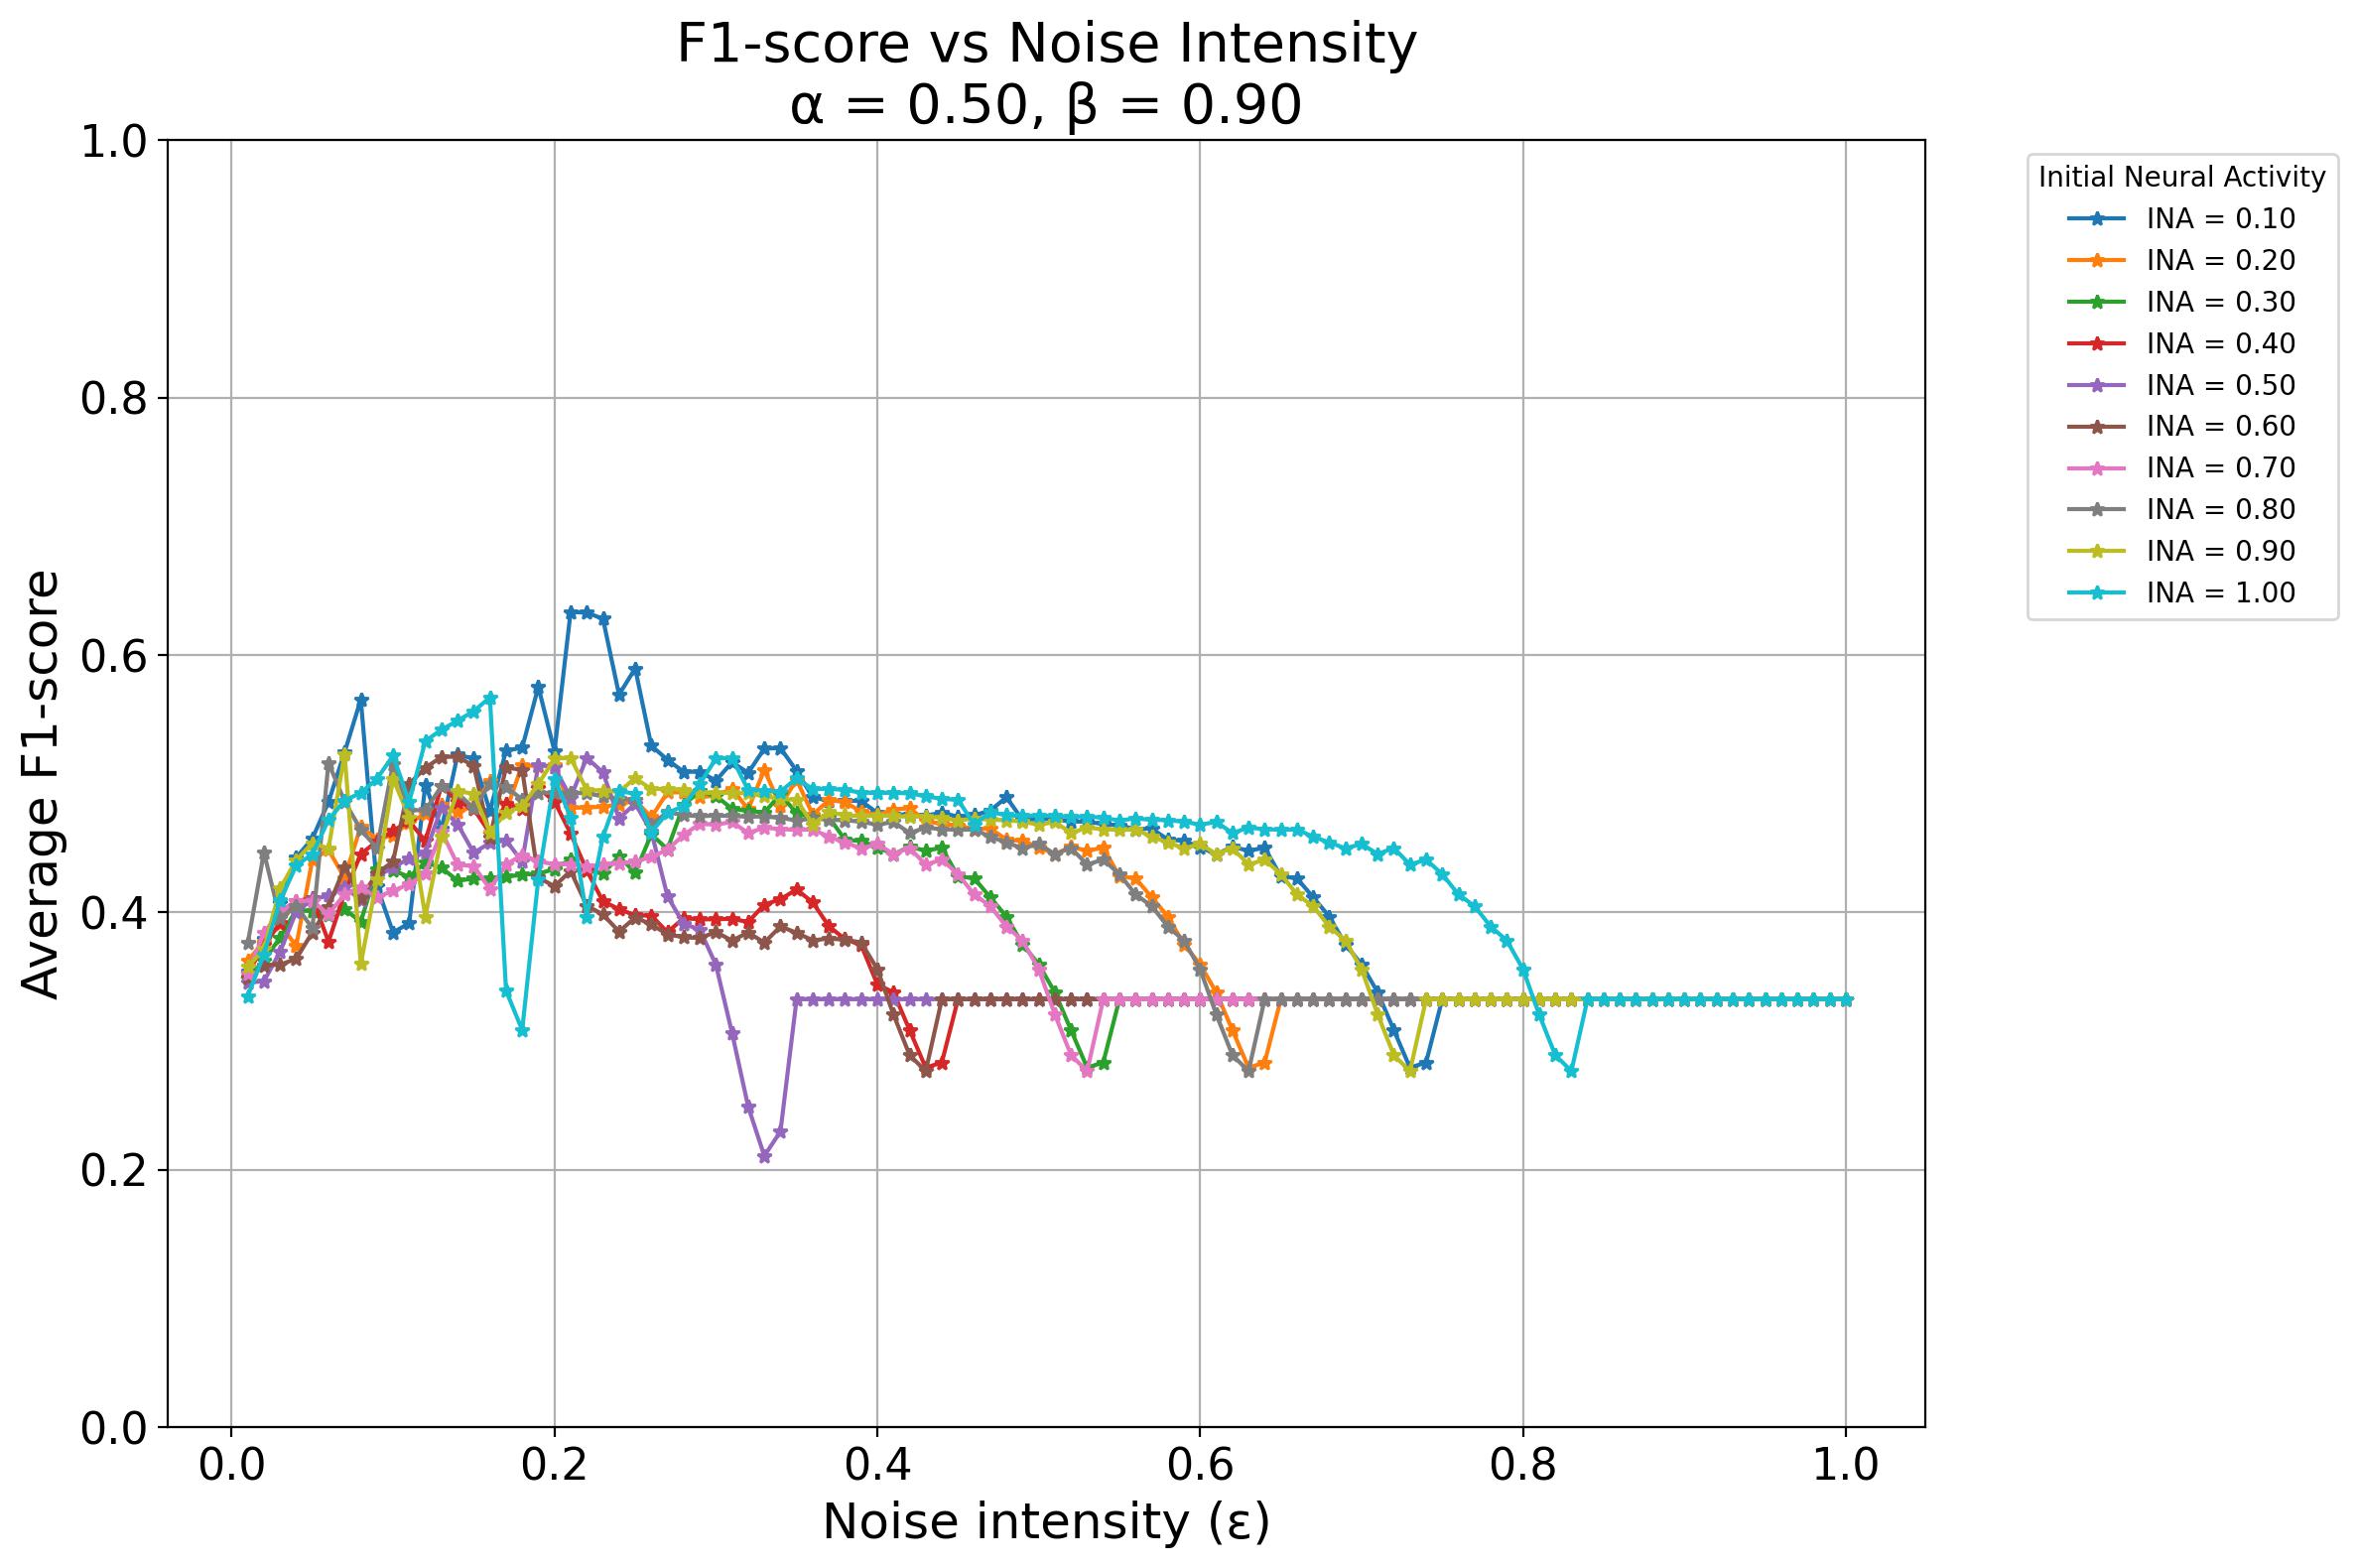 F1-score vs Noise Intensity
α = 0.50, β = 0.90
1.0
0.8
0.6
0.4
0.2
0.0
Average F1-score
0.0 0.2 0.4 0.6 0.8 1.0
Noise intensity (ε)
Initial Neural Activity
INA = 0.10
INA = 0.20
INA = 0.30
INA = 0.40
INA = 0.50
INA = 0.60
INA = 0.70
INA = 0.80
INA = 0.90
INA = 1.00